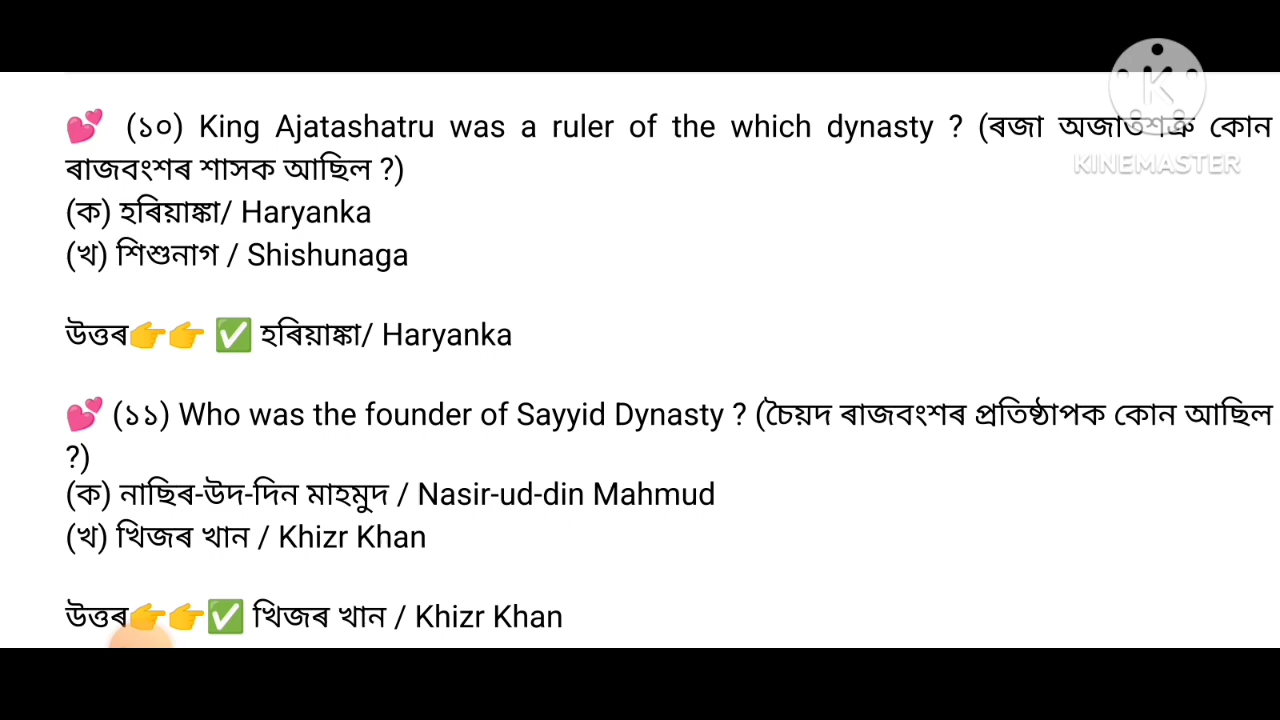 💕 (১০) King Ajatashatru was a ruler of the which dynasty ? (ৰজা অজাতশত্ৰু কোন
ৰাজবংশৰ শাসক আছিল ?)
(ক) হৰিয়াঙ্কা/ Haryanka
(খ) শিশুনাগ / Shishunaga
উত্তৰ👉👉 ✅ হৰিয়াঙ্কা/ Haryanka
💕 (১১) Who was the founder of Sayyid Dynasty ? (চৈয়দ ৰাজবংশৰ প্ৰতিষ্ঠাপক কোন আছিল
?)
(ক) নাছিৰ-উদ-দিন মাহমুদ / Nasir-ud-din Mahmud
(খ) খিজৰ খান / Khizr Khan
উত্তৰ👉👉✅ খিজৰ খান / Khizr Khan
KINEMASTER